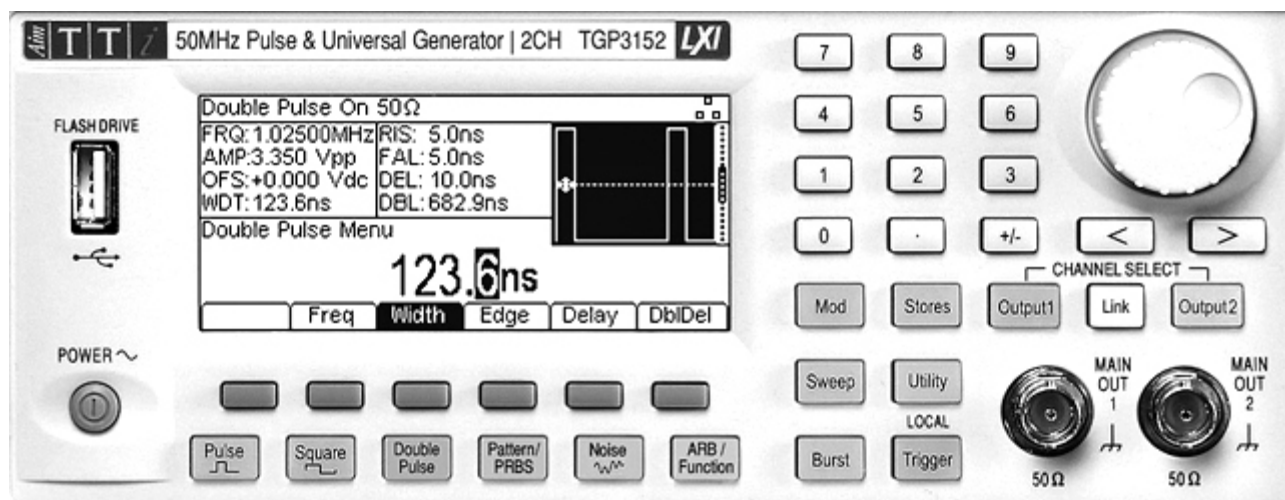 Aim TTi 50MHz Pulse & Universal Generator | 2CH TGP3152 LXI
FLASH DRIVE
POWER
Double Pulse On 50Ω
FRQ: 1.02500MHz RIS: 5.0ns
AMP:3.350 Vpp FAL: 5.0ns
OFS:+0.000 Vdc DEL: 10.0ns
WDT: 123.6ns DBL: 682.9ns
Double Pulse Menu
123.6ns
Freq Width Edge Delay DblDel
Pulse
Square
Double
Pulse
Pattern/
PRBS
Noise
ARB /
Function
7 8 9
4 5 6
1 2 3
0 . +/- < >
CHANNEL SELECT
Mod Stores Output1 Link Output2
Sweep Utility
LOCAL
Burst Trigger
MAIN
OUT
1
50Ω
MAIN
OUT
2
50Ω